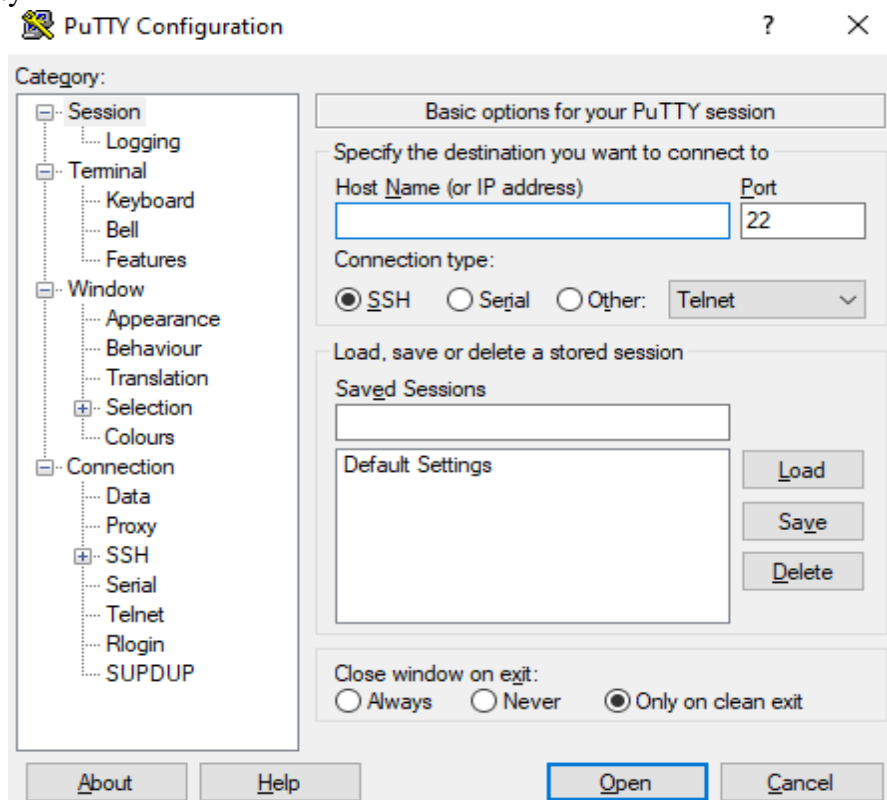 y
PuTTY Configuration
?
Category:
Session
Logging
Terminal
Keyboard
Bell
Features
Window
Appearance
Behaviour
Translation
Selection
Colours
Connection
Data
Proxy
SSH
Serial
Telnet
Rlogin
SUPDUP
Basic options for your PuTTY session
Specify the destination you want to connect to
Host Name (or IP address) Port
22
Connection type:
SSH Serial Other: Telnet
Load, save or delete a stored session
Saved Sessions
Default Settings
Load
Save
Delete
Close window on exit:
Always Never Only on clean exit
About Help Open Cancel